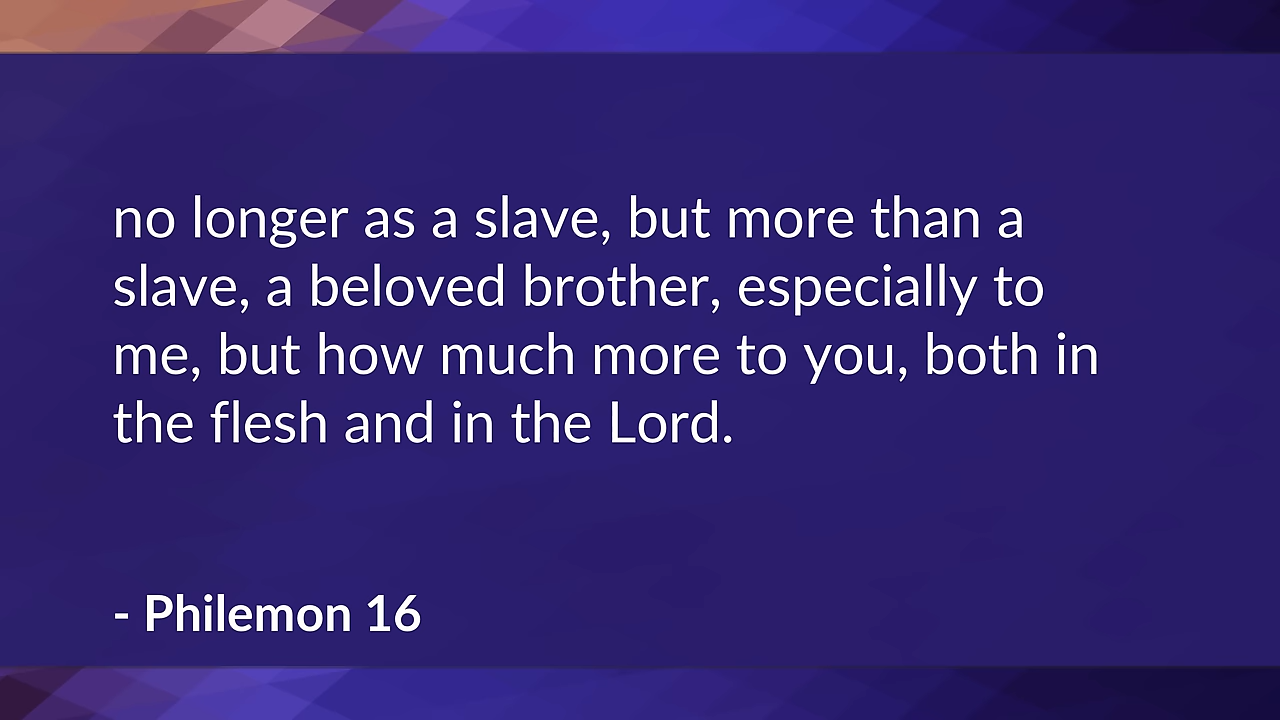 no longer as a slave, but more than a
slave, a beloved brother, especially to
me, but how much more to you, both in
the flesh and in the Lord.
- Philemon 16